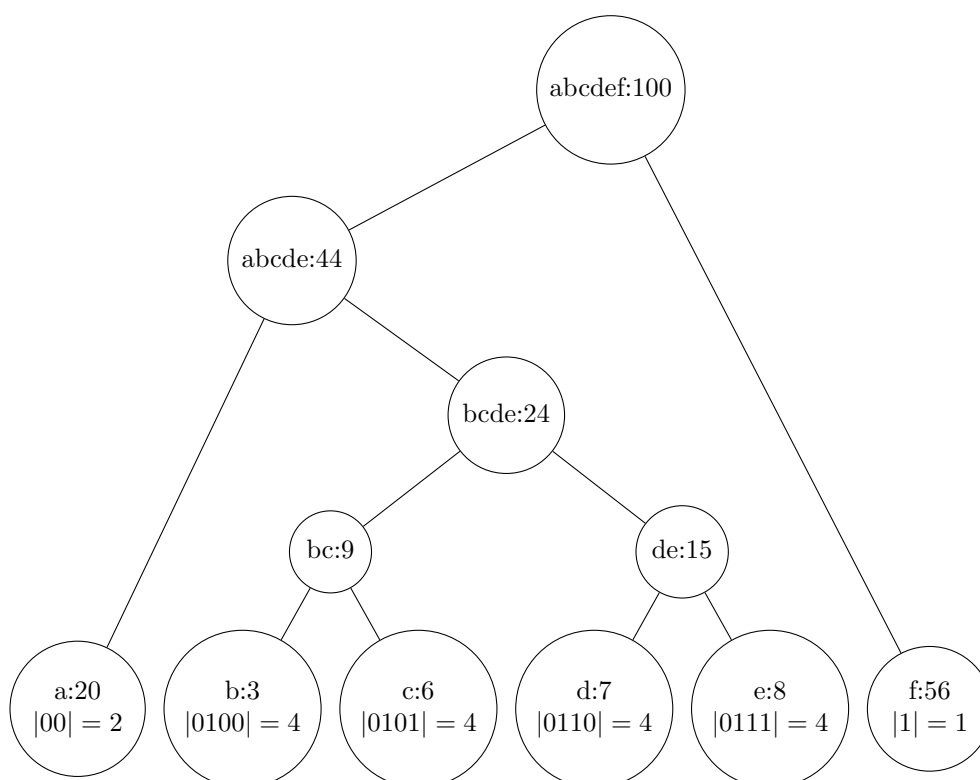 abcdef:100
abcde:44
bcde:24
bc:9
de:15
a:20
|00| = 2
b:3
|0100| = 4
c:6
|0101| = 4
d:7
|0110| = 4
e:8
|0111| = 4
f:56
|1| = 1